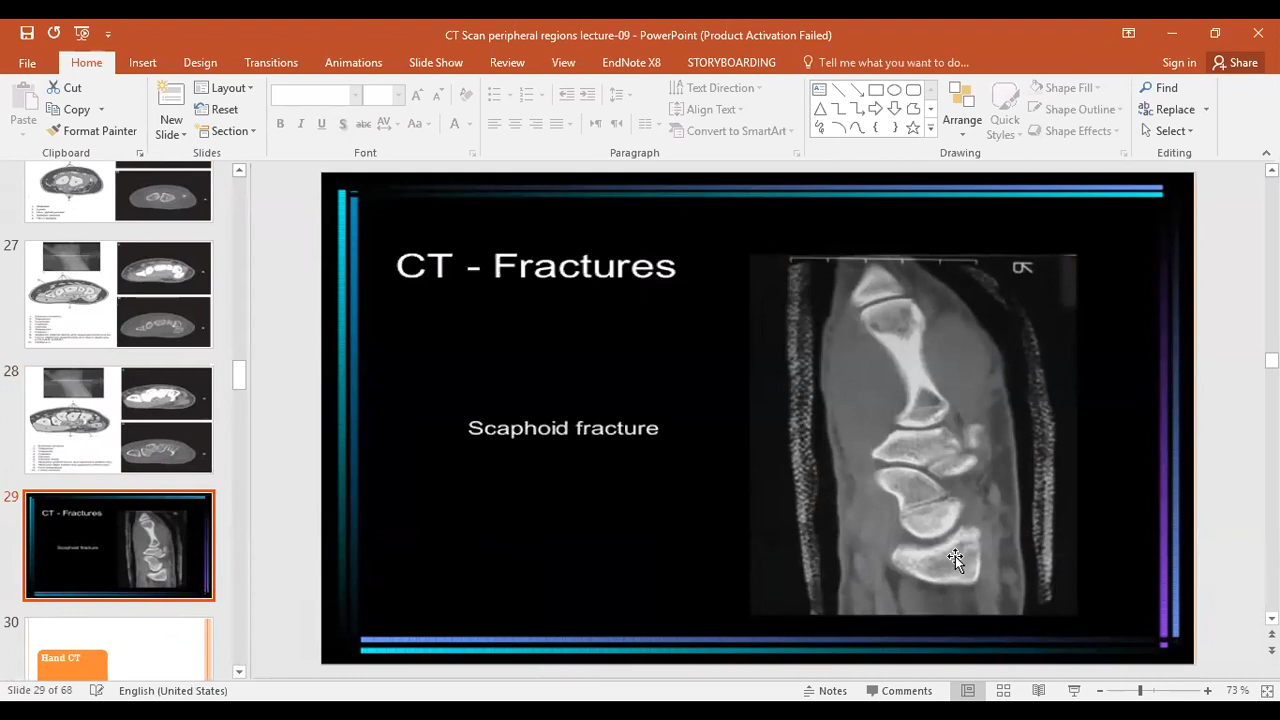 CT Scan peripheral regions lecture-09 - PowerPoint (Product Activation Failed)
File Home Insert Design Transitions Animations Slide Show Review View EndNote X8 STORYBOARDING Tell me what you want to do... Sign in Share
Paste
Cut
Copy
Format Painter
New Slide
Layout
Reset
Section
B I U S abc AV Aa A
Text Direction
Align Text
Convert to SmartArt
Arrange
Quick Styles
Shape Fill
Shape Outline
Shape Effects
Find
Replace
Select
Clipboard Slides Font Paragraph Drawing Editing
27
28
29
CT - Fractures
Scaphoid fracture
30
Hand CT
CT - Fractures
Scaphoid fracture
Slide 29 of 68 English (United States) Notes Comments 73 %